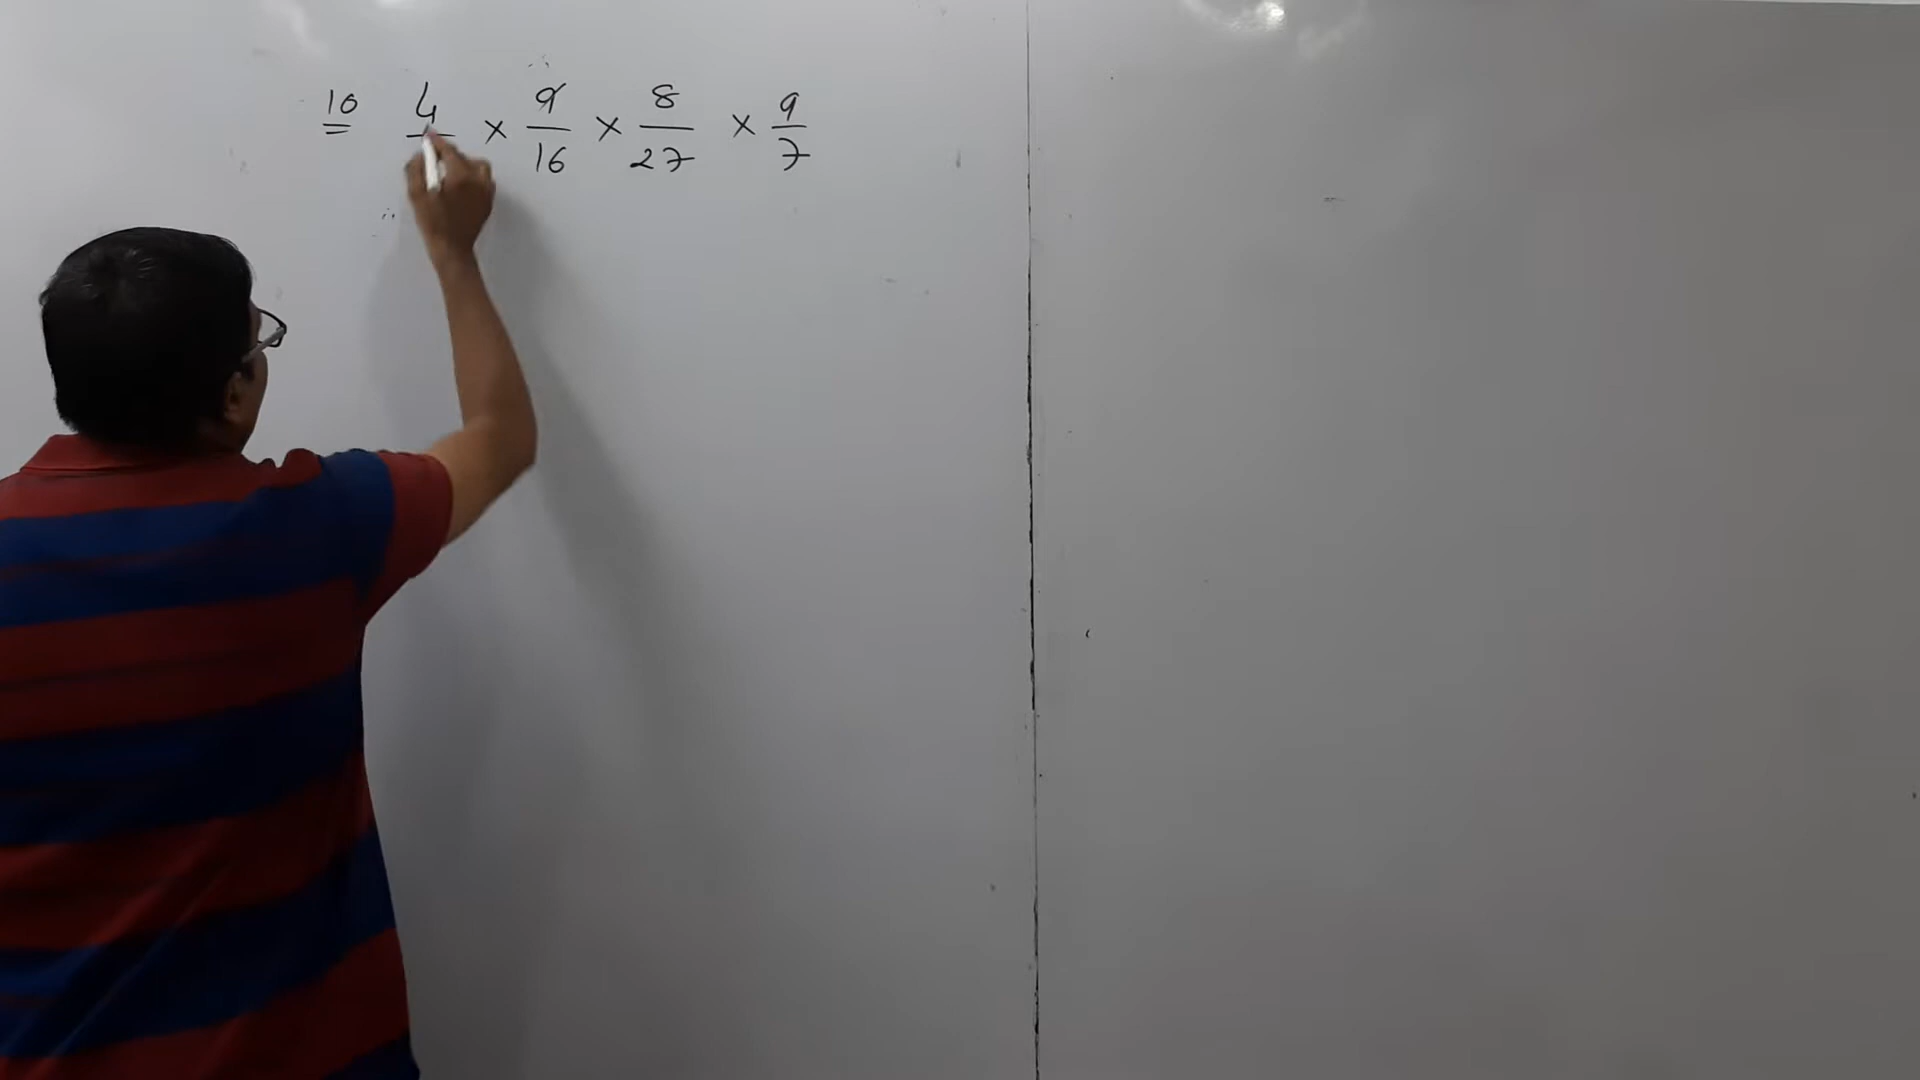 10 4/ × 9/16 × 8/27 × 9/7